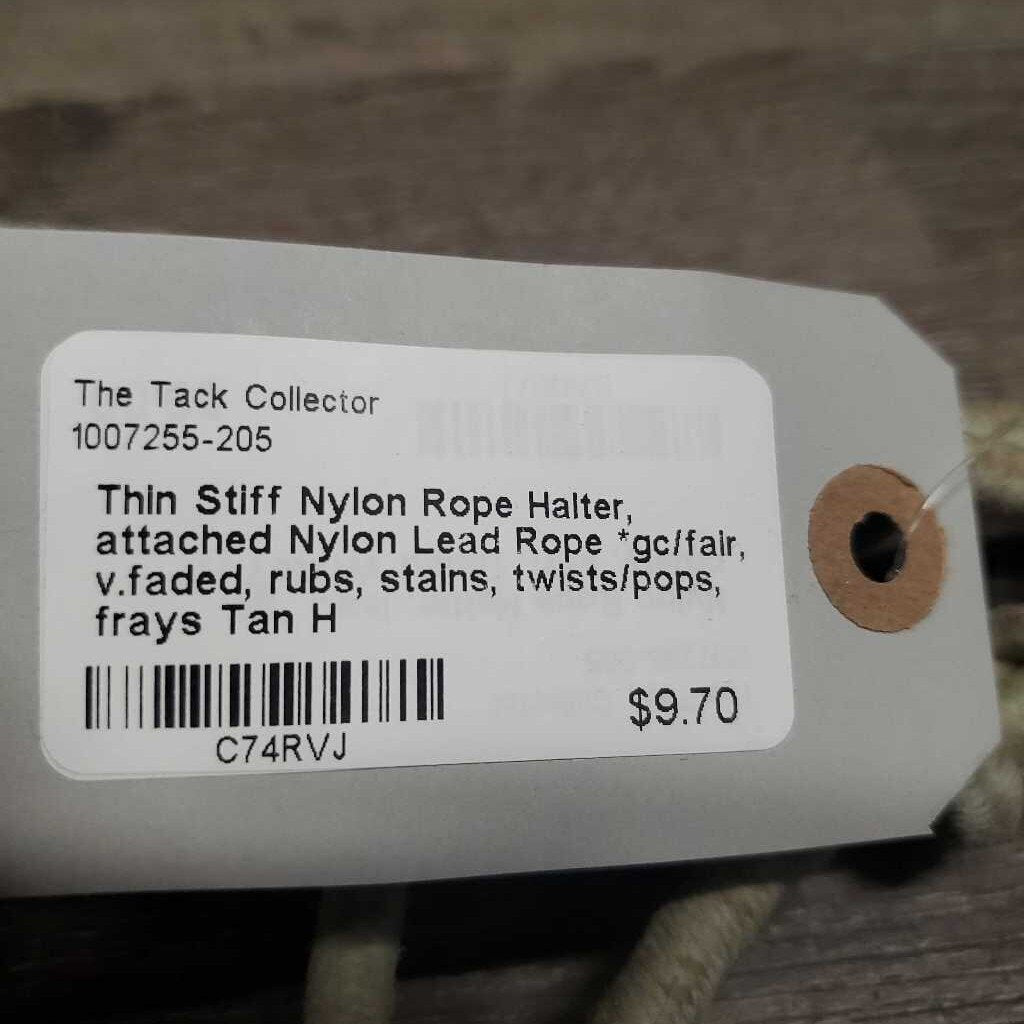 The Tack Collector
1007255-205
Thin Stiff Nylon Rope Halter,
attached Nylon Lead Rope *gc/fair,
v.faded, rubs, stains, twists/pops,
frays Tan H
$9.70
C74RVJ